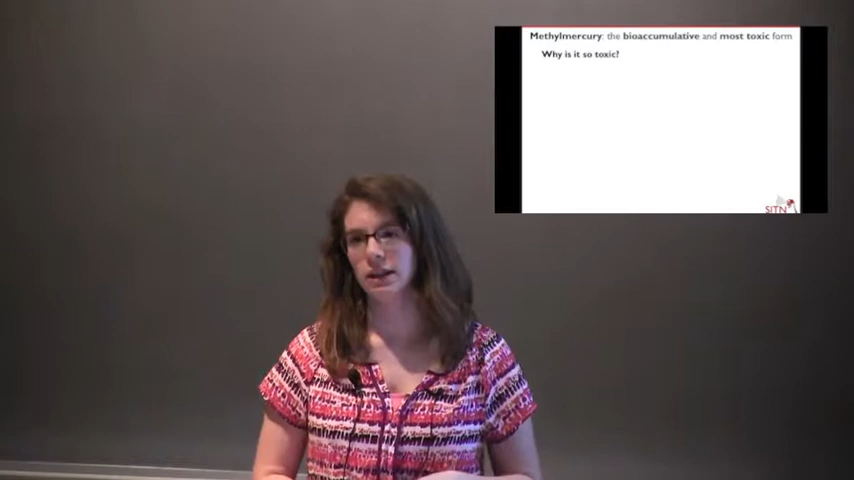 Methylmercury: the bioaccumulative and most toxic form
Why is it so toxic?
SITN